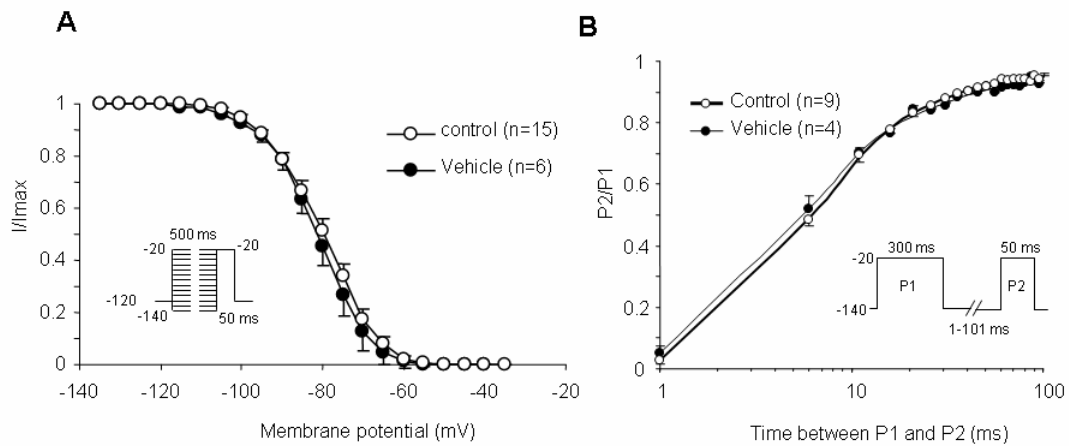 A
I/Imax
1
0.8
0.6
0.4
0.2
0
control (n=15)
Vehicle (n=6)
500 ms
-20
-20
-120
-140
50 ms
-140
-120
-100
-80
-60
-40
-20
Membrane potential (mV)
B
P2/P1
1
0.8
0.6
0.4
0.2
0
Control (n=9)
Vehicle (n=4)
300 ms
50 ms
-20
P1
P2
-140
1-101 ms
1
10
100
Time between P1 and P2 (ms)